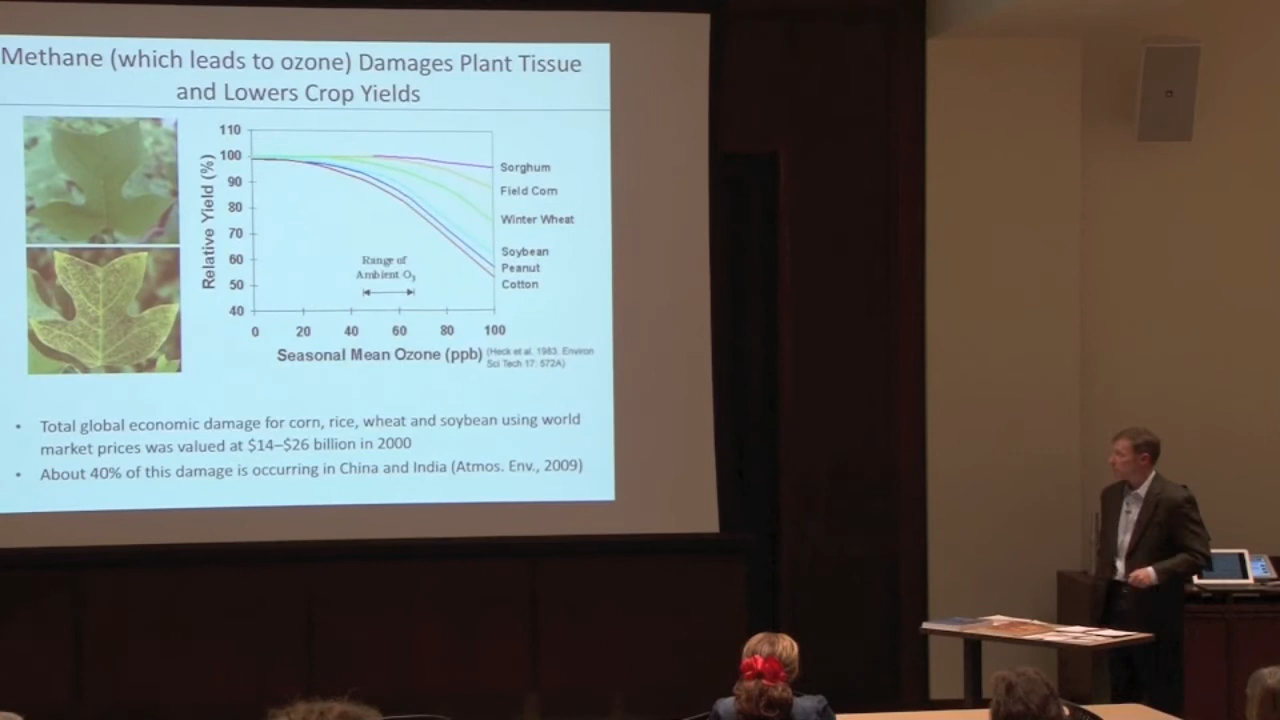 Methane (which leads to ozone) Damages Plant Tissue
and Lowers Crop Yields
110
100
90
80
70
60
50
40
Relative Yield (%)
Sorghum
Field Corn
Winter Wheat
Soybean
Peanut
Cotton
Range of
Ambient O3
0 20 40 60 80 100
Seasonal Mean Ozone (ppb)
(Heck et al. 1983. Environ
Sci Tech 17: 572A)
• Total global economic damage for corn, rice, wheat and soybean using world
market prices was valued at $14–$26 billion in 2000
• About 40% of this damage is occurring in China and India (Atmos. Env., 2009)